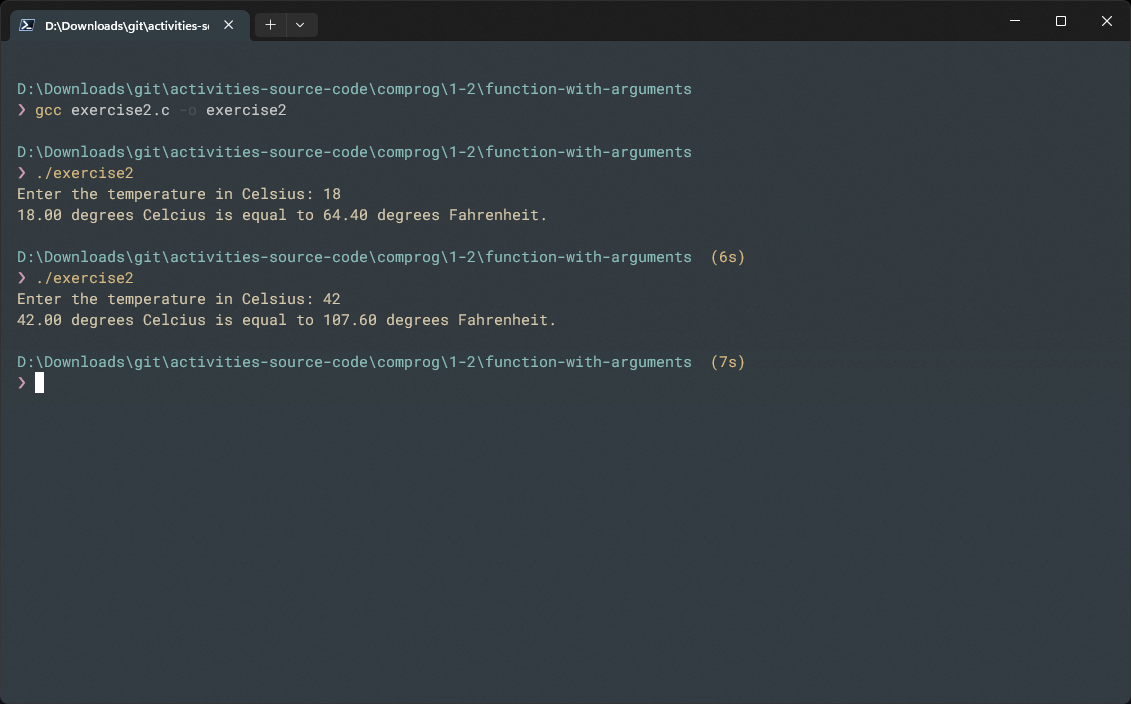 D:\Downloads\git\activities-s
D:\Downloads\git\activities-source-code\comprog\1-2\function-with-arguments
❯ gcc exercise2.c -o exercise2
D:\Downloads\git\activities-source-code\comprog\1-2\function-with-arguments
❯ ./exercise2
Enter the temperature in Celsius: 18
18.00 degrees Celcius is equal to 64.40 degrees Fahrenheit.
D:\Downloads\git\activities-source-code\comprog\1-2\function-with-arguments (6s)
❯ ./exercise2
Enter the temperature in Celsius: 42
42.00 degrees Celcius is equal to 107.60 degrees Fahrenheit.
D:\Downloads\git\activities-source-code\comprog\1-2\function-with-arguments (7s)
❯